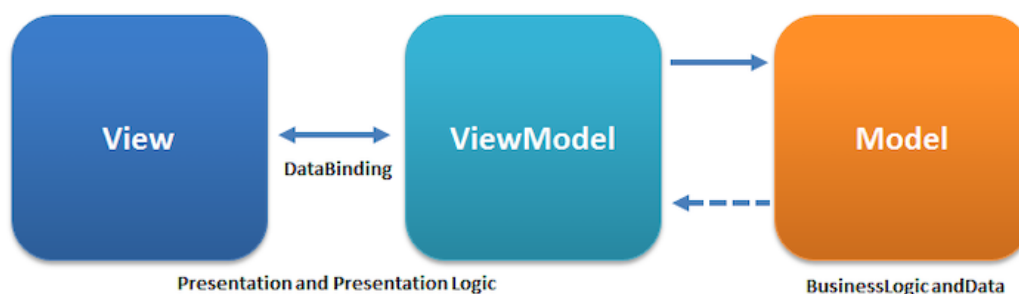 View
ViewModel
Model
DataBinding
Presentation and Presentation Logic
BusinessLogic andData